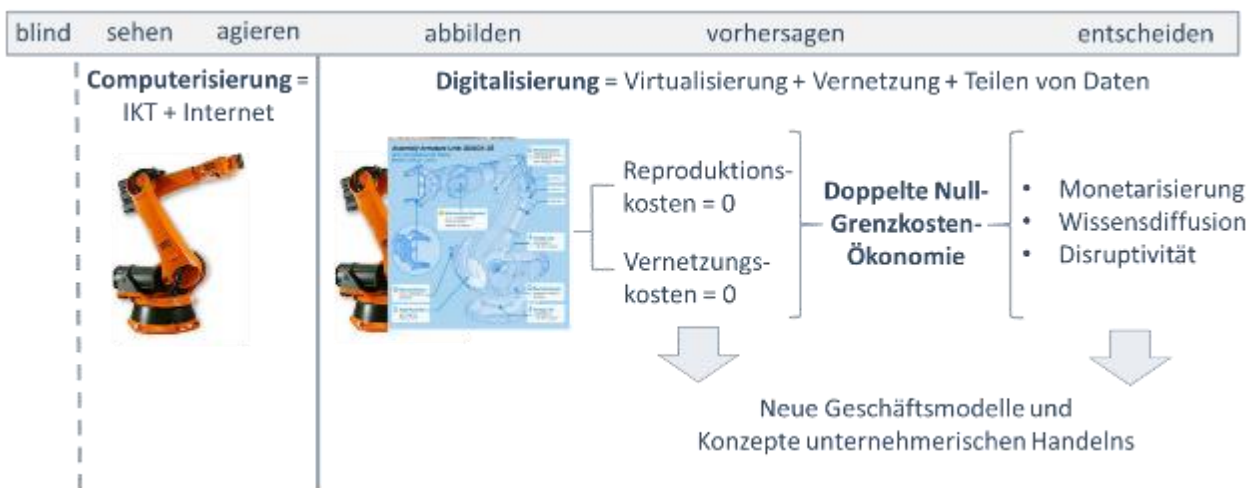 blind sehen agieren abbilden vorhersagen entscheiden
Computerisierung =
IKT + Internet
Digitalisierung = Virtualisierung + Vernetzung + Teilen von Daten
Reproduktions-
kosten = 0
Vernetzungs-
kosten = 0
Doppelte Null-
Grenzkosten-
Ökonomie
• Monetarisierung
• Wissensdiffusion
• Disruptivität
Neue Geschäftsmodelle und
Konzepte unternehmerischen Handelns